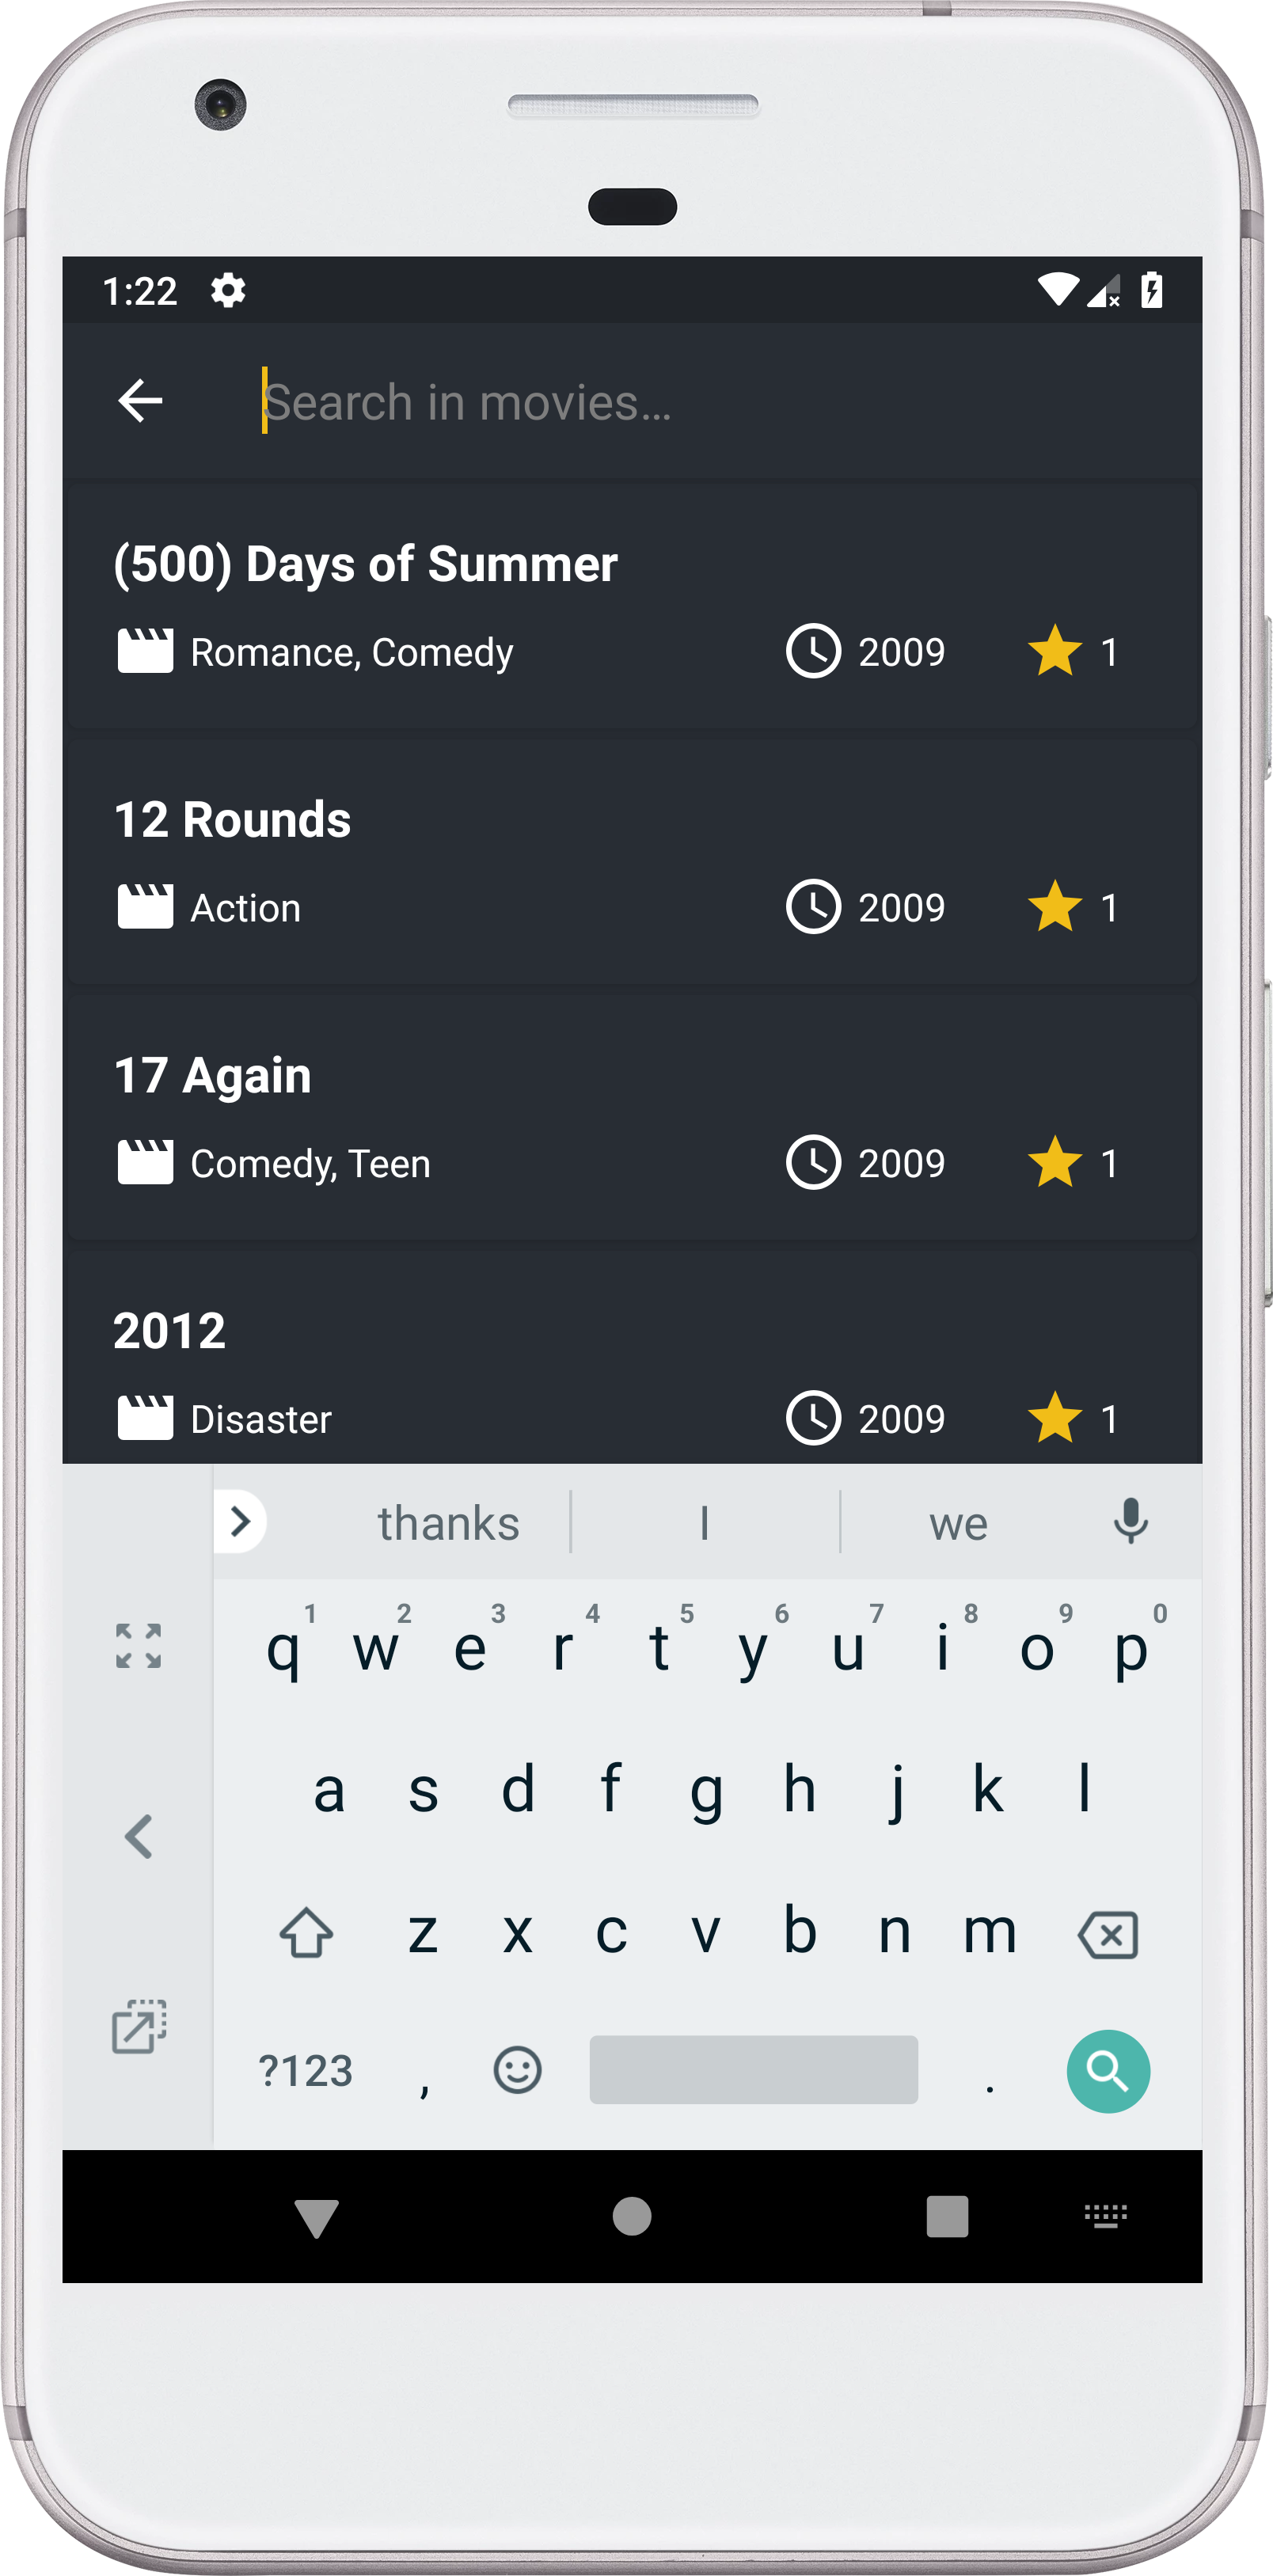 1:22
Search in movies...
(500) Days of Summer
Romance, Comedy 2009 1
12 Rounds
Action 2009 1
17 Again
Comedy, Teen 2009 1
2012
Disaster 2009 1
thanks I we
1 2 3 4 5 6 7 8 9 0
q w e r t y u i o p
a s d f g h j k l
z x c v b n m
?123 , .